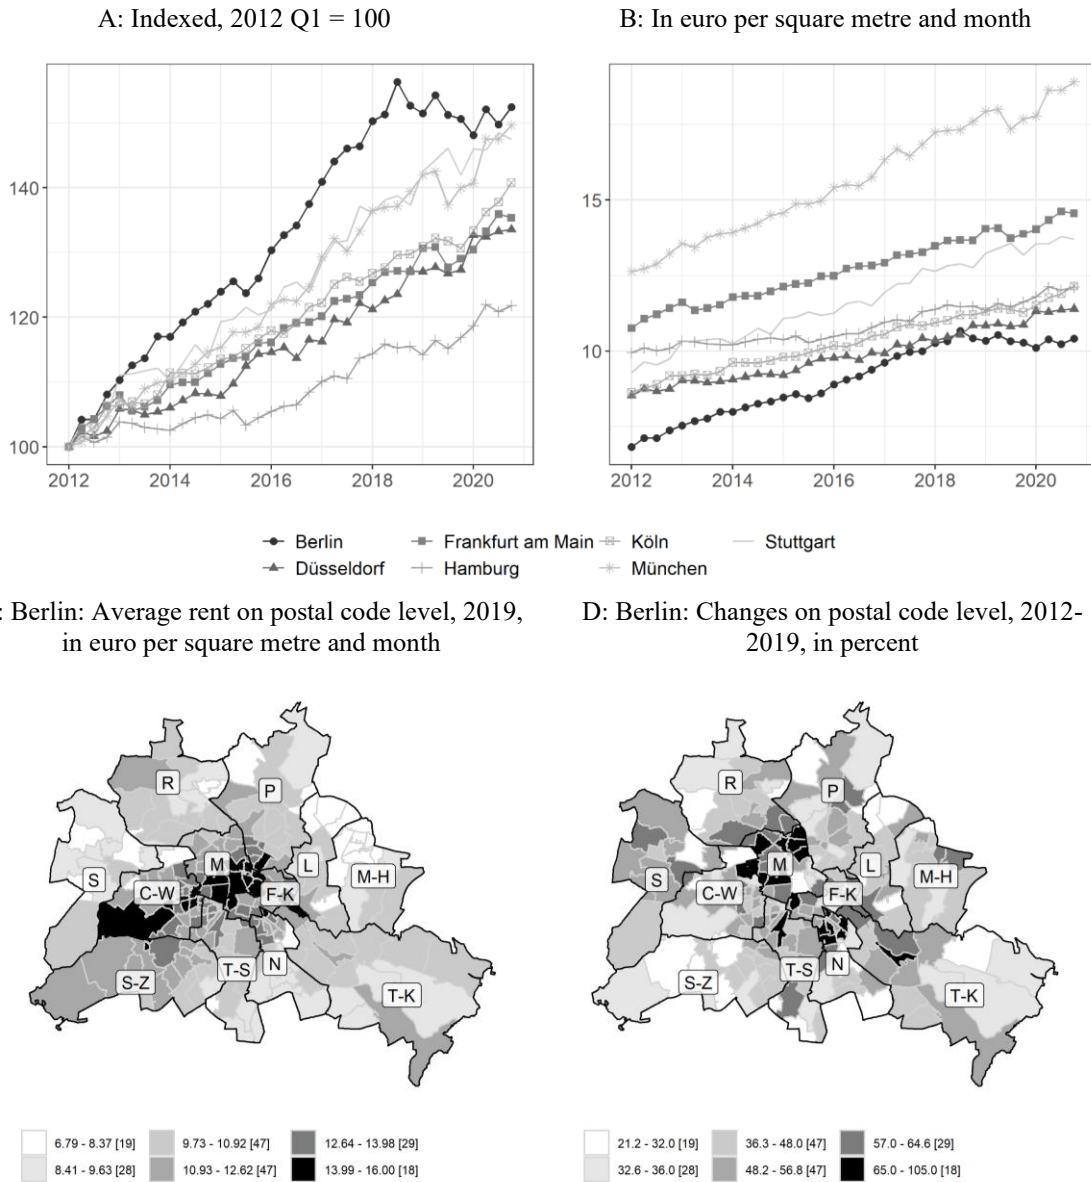 A: Indexed, 2012 Q1 = 100
B: In euro per square metre and month
140
120
100
2012 2014 2016 2018 2020
15
10
2012 2014 2016 2018 2020
Berlin Frankfurt am Main Köln Stuttgart
Düsseldorf Hamburg München
: Berlin: Average rent on postal code level, 2019,
in euro per square metre and month
D: Berlin: Changes on postal code level, 2012-
2019, in percent
R
P
M
L
S
C-W
F-K
M-H
S-Z
T-S
N
T-K
R
P
M
L
S
C-W
F-K
M-H
S-Z
T-S
N
T-K
6.79 - 8.37 [19] 9.73 - 10.92 [47] 12.64 - 13.98 [29]
8.41 - 9.63 [28] 10.93 - 12.62 [47] 13.99 - 16.00 [18]
21.2 - 32.0 [19] 36.3 - 48.0 [47] 57.0 - 64.6 [29]
32.6 - 36.0 [28] 48.2 - 56.8 [47] 65.0 - 105.0 [18]